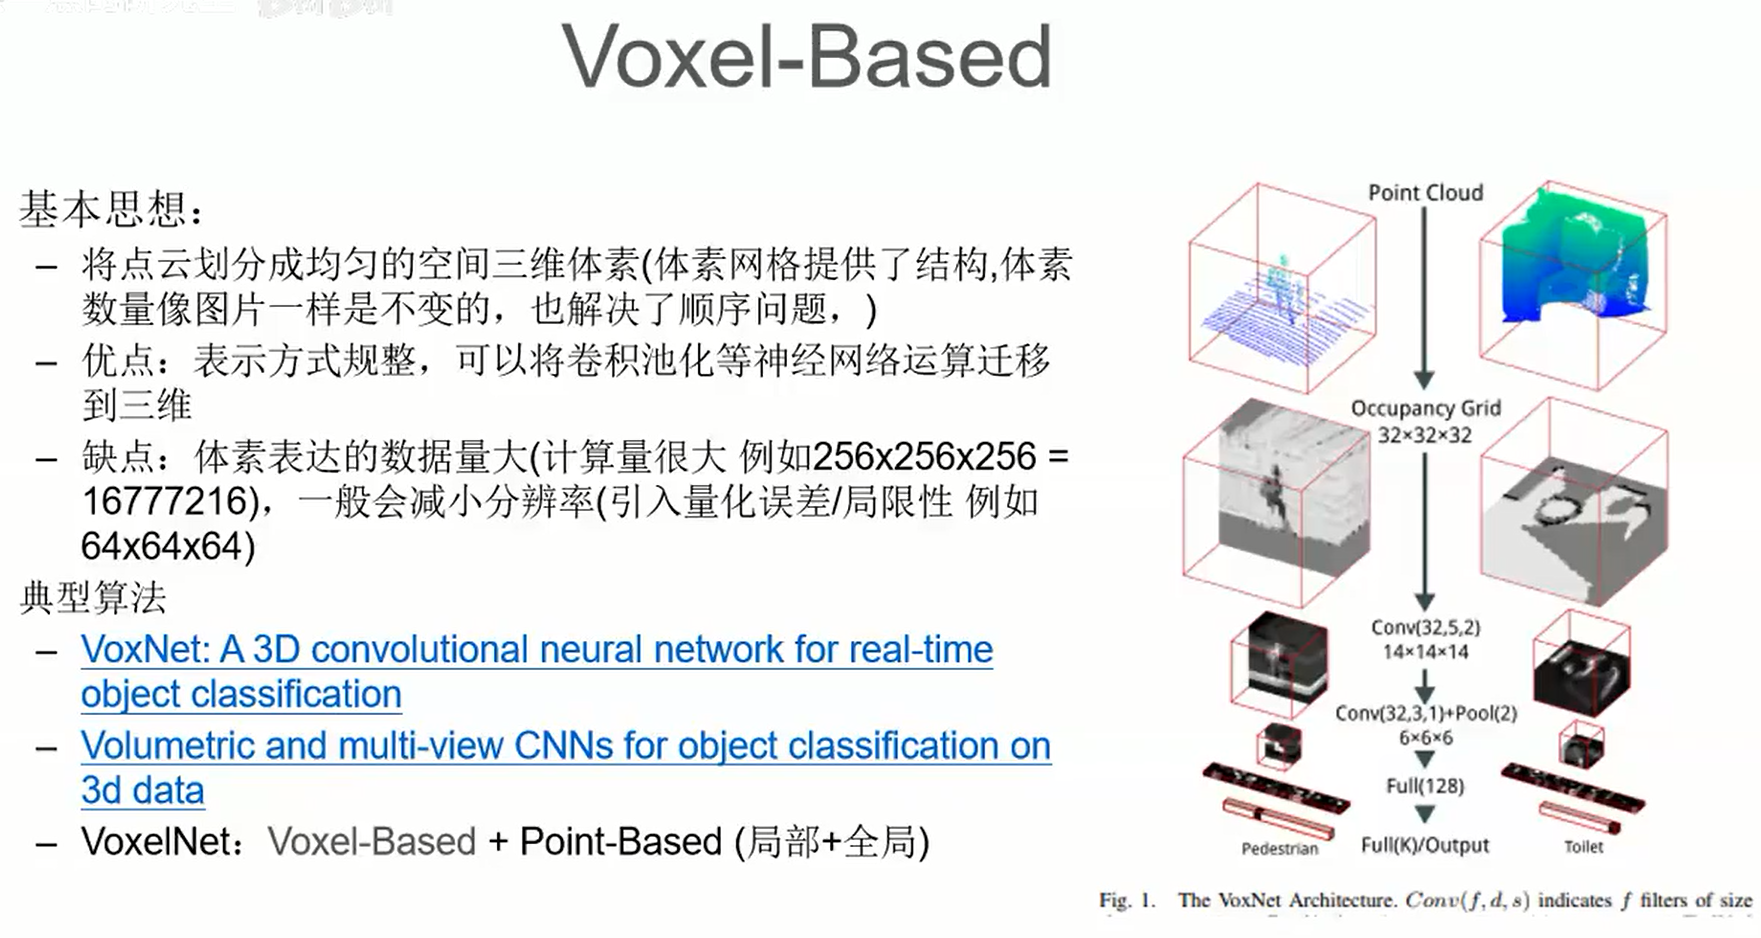 Voxel-Based
基本思想：
– 将点云划分成均匀的空间三维体素(体素网格提供了结构,体素
数量像图片一样是不变的，也解决了顺序问题，)
– 优点：表示方式规整，可以将卷积池化等神经网络运算迁移
到三维
– 缺点：体素表达的数据量大(计算量很大 例如256x256x256 =
16777216)，一般会减小分辨率(引入量化误差/局限性 例如
64x64x64)
典型算法
– VoxNet: A 3D convolutional neural network for real-time
object classification
– Volumetric and multi-view CNNs for object classification on
3d data
– VoxelNet：Voxel-Based + Point-Based (局部+全局)
Point Cloud
Occupancy Grid
32×32×32
Conv(32,5,2)
14×14×14
Conv(32,3,1)+Pool(2)
6×6×6
Full(128)
Full(K)/Output
Pedestrian
Toilet
Fig. 1. The VoxNet Architecture. Conv(f, d, s) indicates f filters of size